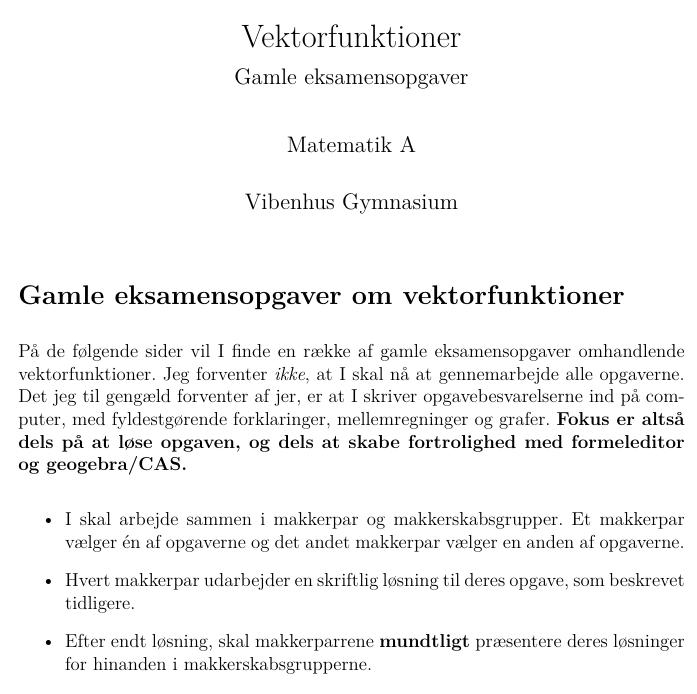 Vektorfunktioner
Gamle eksamensopgaver
Matematik A
Vibenhus Gymnasium
Gamle eksamensopgaver om vektorfunktioner
På de følgende sider vil I finde en række af gamle eksamensopgaver omhandlende
vektorfunktioner. Jeg forventer ikke, at I skal nå at gennemarbejde alle opgaverne.
Det jeg til gengæld forventer af jer, er at I skriver opgavebesvarelserne ind på com-
puter, med fyldestgørende forklaringer, mellemregninger og grafer. Fokus er altså
dels på at løse opgaven, og dels at skabe fortrolighed med formeleditor
og geogebra/CAS.
• I skal arbejde sammen i makkerpar og makkerskabsgrupper. Et makkerpar
vælger én af opgaverne og det andet makkerpar vælger en anden af opgaverne.
• Hvert makkerpar udarbejder en skriftlig løsning til deres opgave, som beskrevet
tidligere.
• Efter endt løsning, skal makkerparrene mundtligt præsentere deres løsninger
for hinanden i makkerskabsgrupperne.